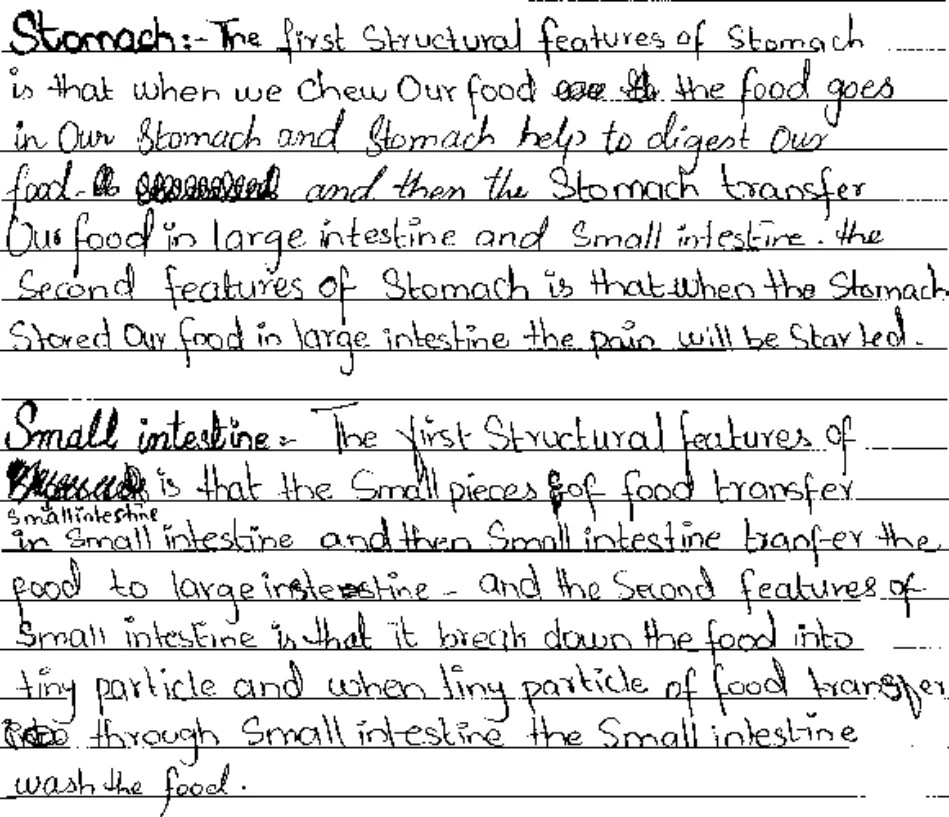 Stomach:- The first Structural features of Stomach
is that when we chew Our food the food goes
in Our Stomach and Stomach help to digest Our
food. and then the Stomach transfer
Our food in large intestine and Small intestine. the
Second features of Stomach is that when the Stomach
Stored Our food in large intestine the pain will be Started.
Small intestine:- The first Structural features of
is that the Small pieces of food transfer
Small intestine
in Small intestine and then Small intestine tranfer the
food to large intestine - and the Second features of
Small intestine is that it break down the food into
tiny particle and when tiny particle of food transfer
through Small intestine the Small intestine
wash the food.